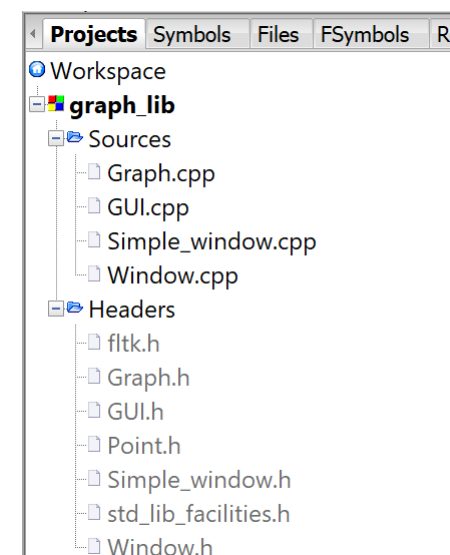 Projects Symbols Files FSymbols R
Workspace
graph_lib
Sources
Graph.cpp
GUI.cpp
Simple_window.cpp
Window.cpp
Headers
fltk.h
Graph.h
GUI.h
Point.h
Simple_window.h
std_lib_facilities.h
Window.h